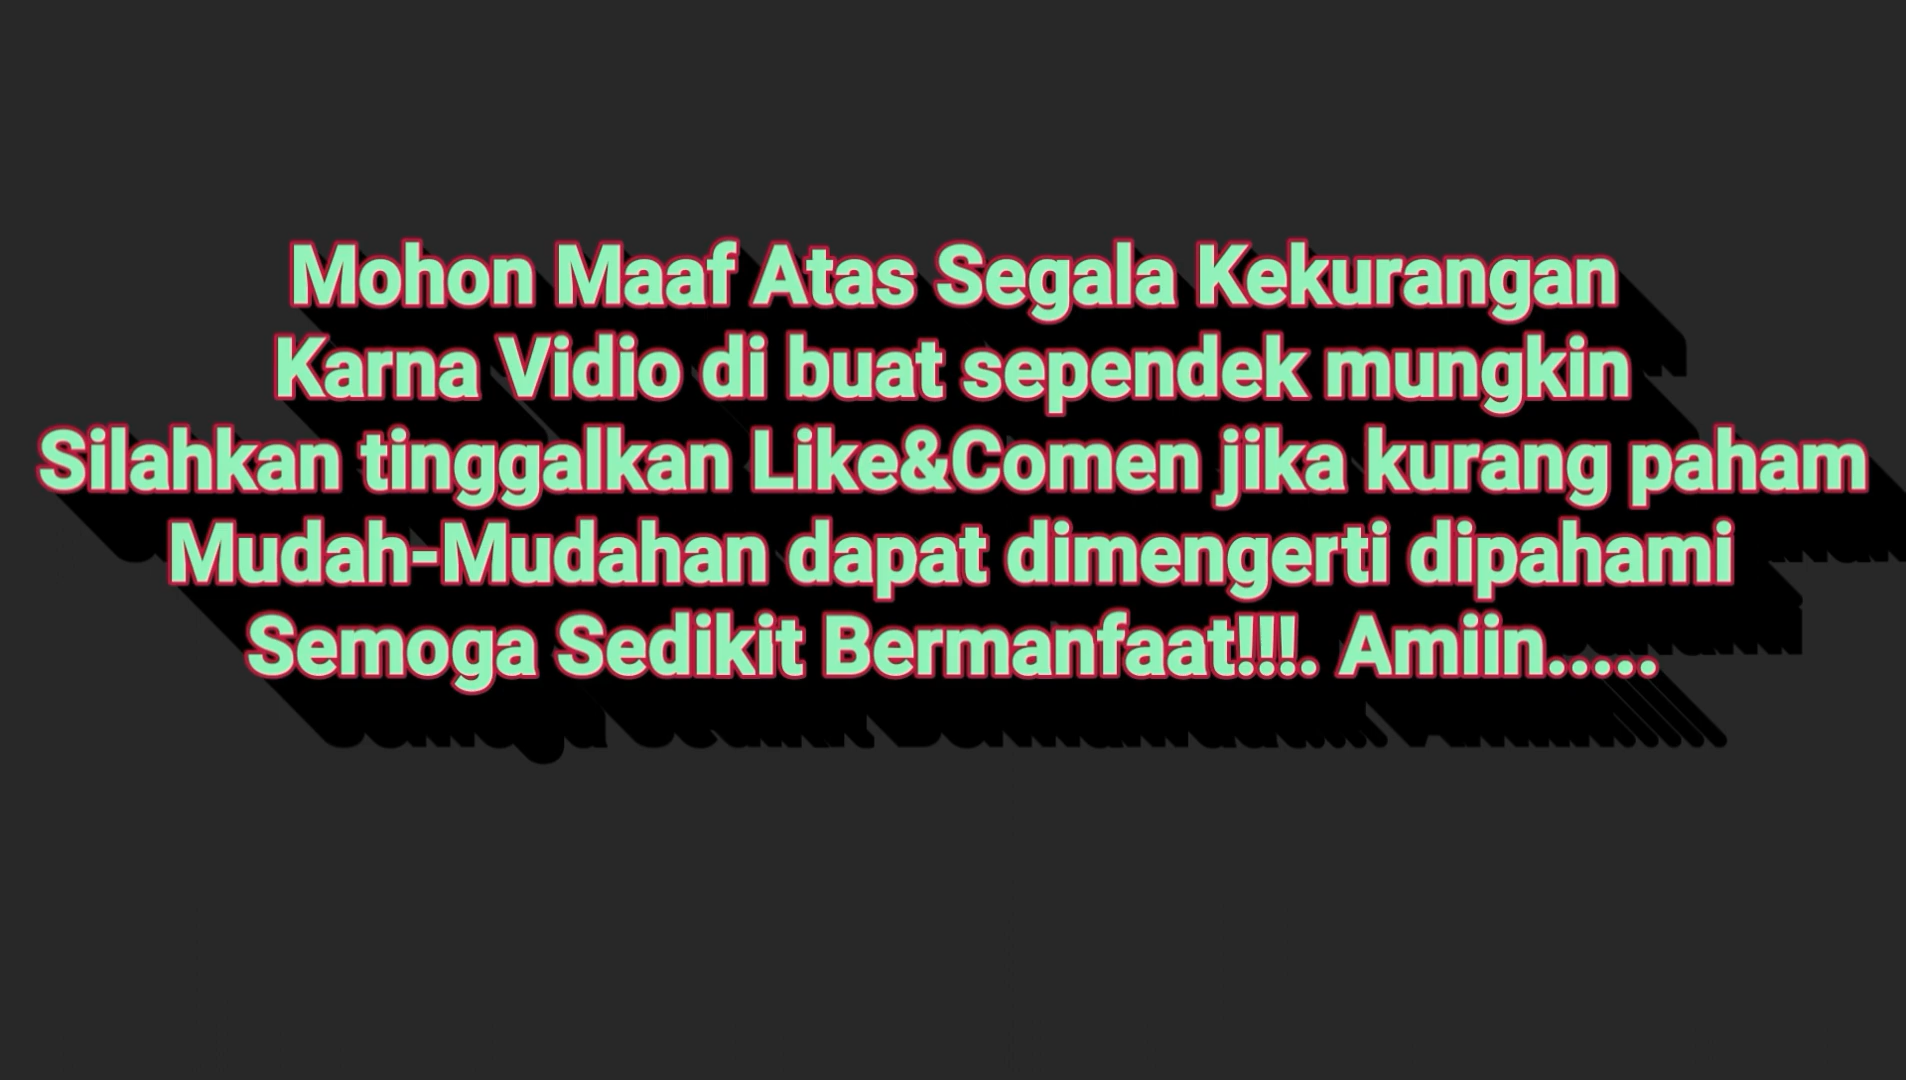 Mohon Maaf Atas Segala Kekurangan
Karna Vidio di buat sependek mungkin
Silahkan tinggalkan Like&Comen jika kurang paham
Mudah-Mudahan dapat dimengerti dipahami
Semoga Sedikit Bermanfaat!!!. Amiin.....